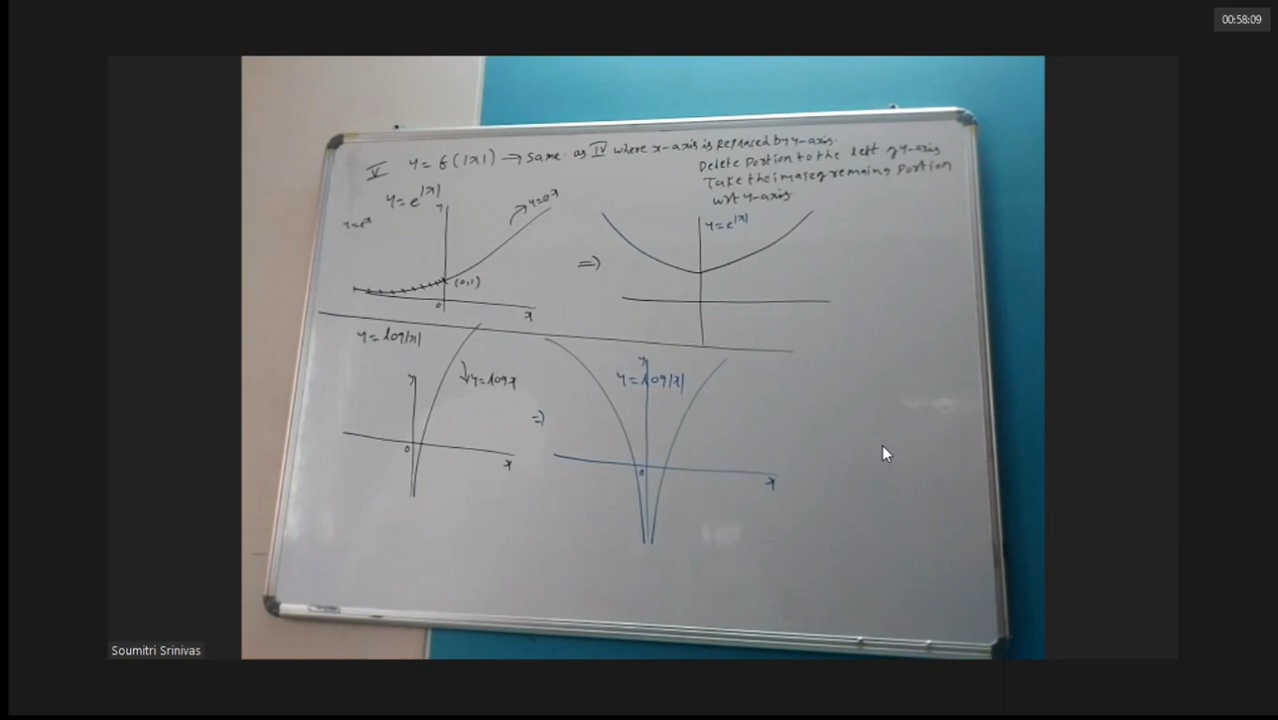 00:58:09
V y = f(|x|) → Same as IV where x-axis is Replaced by y-axis.
Delete Portion to the left of y-axis
Take the image of remaing Portion
wrt y-axis
y = e^|x|
y = e^x
y
→ y = e^x
(0,1)
0
x
⇒)
y = e^|x|
y = log|x|
y
↓ y = log x
0
x
⇒)
y
y = log|x|
0
x
Soumitri Srinivas